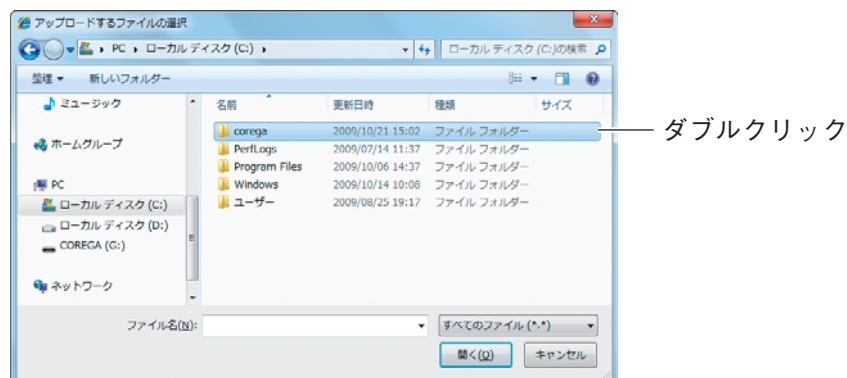 アップロードするファイルの選択
PC ▸ ローカル ディスク (C:) ▸
ローカル ディスク (C:)の検索
整理 ▼ 新しいフォルダー
ミュージック
ホームグループ
PC
ローカル ディスク (C:)
ローカル ディスク (D:)
COREGA (G:)
ネットワーク
名前 更新日時 種類 サイズ
corega 2009/10/21 15:02 ファイル フォルダー
PerfLogs 2009/07/14 11:37 ファイル フォルダー
Program Files 2009/10/06 14:37 ファイル フォルダー
Windows 2009/10/14 10:08 ファイル フォルダー
ユーザー 2009/08/25 19:17 ファイル フォルダー
ダブルクリック
ファイル名(N):
すべてのファイル (*.*)
開く(O) キャンセル